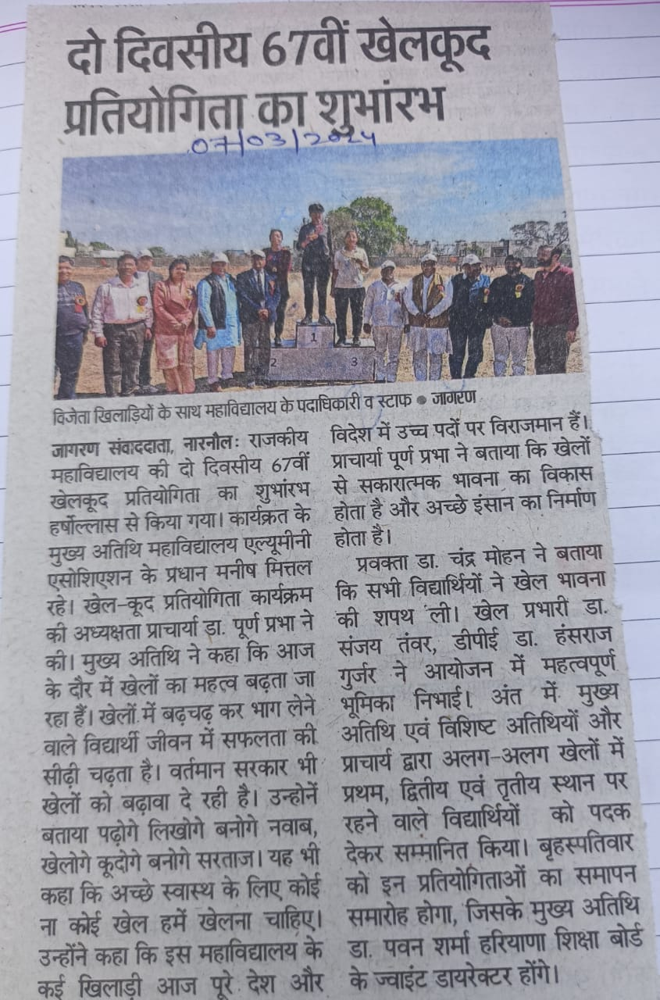 दो दिवसीय 67वीं खेलकूद
प्रतियोगिता का शुभांरभ
07/03/2024
1
2
3
विजेता खिलाड़ियों के साथ महाविद्यालय के पदाधिकारी व स्टाफ ● जागरण
जागरण संवाददाता, नारनौल: राजकीय
महाविद्यालय की दो दिवसीय 67वीं
खेलकूद प्रतियोगिता का शुभांरभ
हर्षोल्लास से किया गया। कार्यक्रत के
मुख्य अतिथि महाविद्यालय एल्यूमीनी
एसोशिएशन के प्रधान मनीष मित्तल
रहे। खेल-कूद प्रतियोगिता कार्यक्रम
की अध्यक्षता प्राचार्या डा. पूर्ण प्रभा ने
की। मुख्य अतिथि ने कहा कि आज
के दौर में खेलों का महत्व बढ़ता जा
रहा हैं। खेलों में बढ़चढ़ कर भाग लेने
वाले विद्यार्थी जीवन में सफलता की
सीढ़ी चढ़ता है। वर्तमान सरकार भी
खेलों को बढ़ावा दे रही है। उन्होनें
बताया पढ़ोगे लिखोगे बनोगे नवाब,
खेलोगे कूदोगे बनोगे सरताज। यह भी
कहा कि अच्छे स्वास्थ के लिए कोई
ना कोई खेल हमें खेलना चाहिए।
उन्होंने कहा कि इस महाविद्यालय के
कई खिलाड़ी आज पूरे देश और
विदेश में उच्च पदों पर विराजमान हैं।
प्राचार्या पूर्ण प्रभा ने बताया कि खेलों
से सकारात्मक भावना का विकास
होता है और अच्छे इंसान का निर्माण
होता है।
प्रवक्ता डा. चंद्र मोहन ने बताया
कि सभी विद्यार्थियों ने खेल भावना
की शपथ ली। खेल प्रभारी डा.
संजय तंवर, डीपीई डा. हंसराज
गुर्जर ने आयोजन में महत्वपूर्ण
भूमिका निभाई। अंत में मुख्य
अतिथि एवं विशिष्ट अतिथियों और
प्राचार्य द्वारा अलग-अलग खेलों में
प्रथम, द्वितीय एवं तृतीय स्थान पर
रहने वाले विद्यार्थियों को पदक
देकर सम्मानित किया। बृहस्पतिवार
को इन प्रतियोगिताओं का समापन
समारोह होगा, जिसके मुख्य अतिथि
डा. पवन शर्मा हरियाणा शिक्षा बोर्ड
के ज्वाइंट डायरेक्टर होंगे।